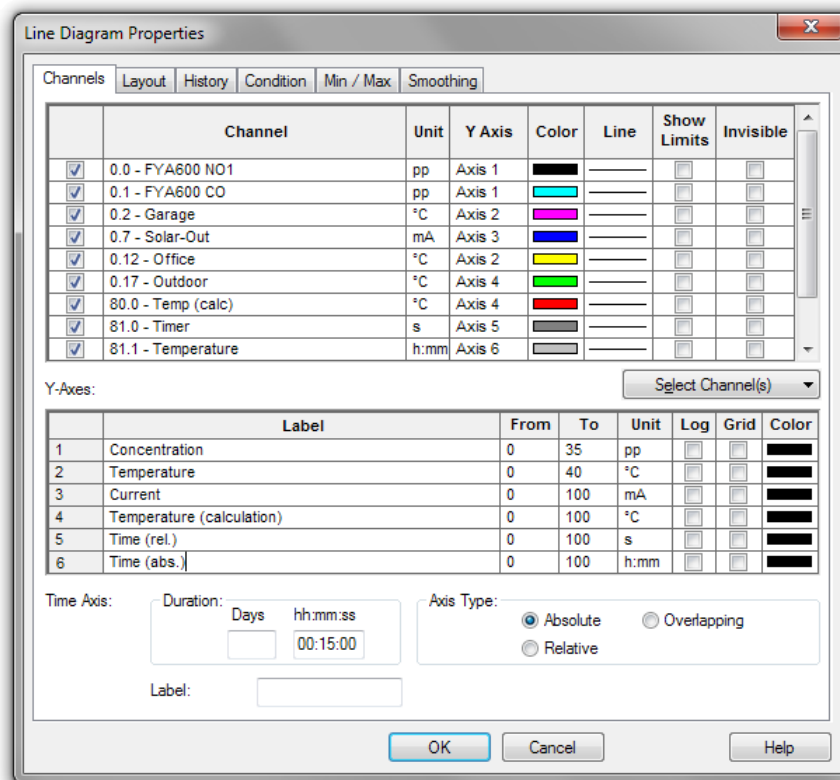 Line Diagram Properties
Channels Layout History Condition Min / Max Smoothing
Channel Unit Y Axis Color Line Show Limits Invisible
0.0 - FYA600 NO1 pp Axis 1
0.1 - FYA600 CO pp Axis 1
0.2 - Garage °C Axis 2
0.7 - Solar-Out mA Axis 3
0.12 - Office °C Axis 2
0.17 - Outdoor °C Axis 4
80.0 - Temp (calc) °C Axis 4
81.0 - Timer s Axis 5
81.1 - Temperature h:mm Axis 6
Y-Axes: Select Channel(s)
Label From To Unit Log Grid Color
1 Concentration 0 35 pp
2 Temperature 0 40 °C
3 Current 0 100 mA
4 Temperature (calculation) 0 100 °C
5 Time (rel.) 0 100 s
6 Time (abs.) 0 100 h:mm
Time Axis: Duration: Axis Type:
Days hh:mm:ss
Absolute Overlapping
00:15:00
Relative
Label:
OK Cancel Help